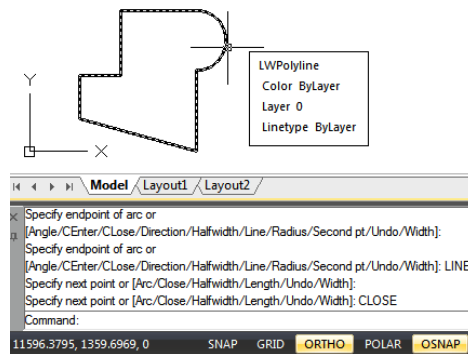 LWPolyline
Color ByLayer
Layer 0
Linetype ByLayer
Y
X
Model Layout1 Layout2
Specify endpoint of arc or
[Angle/CEnter/CLose/Direction/Halfwidth/Line/Radius/Second pt/Undo/Width]:
Specify endpoint of arc or
[Angle/CEnter/CLose/Direction/Halfwidth/Line/Radius/Second pt/Undo/Width]: LINE
Specify next point or [Arc/Close/Halfwidth/Length/Undo/Width]:
Specify next point or [Arc/Close/Halfwidth/Length/Undo/Width]: CLOSE
Command:
11596.3795, 1359.6969, 0 SNAP GRID ORTHO POLAR OSNAP